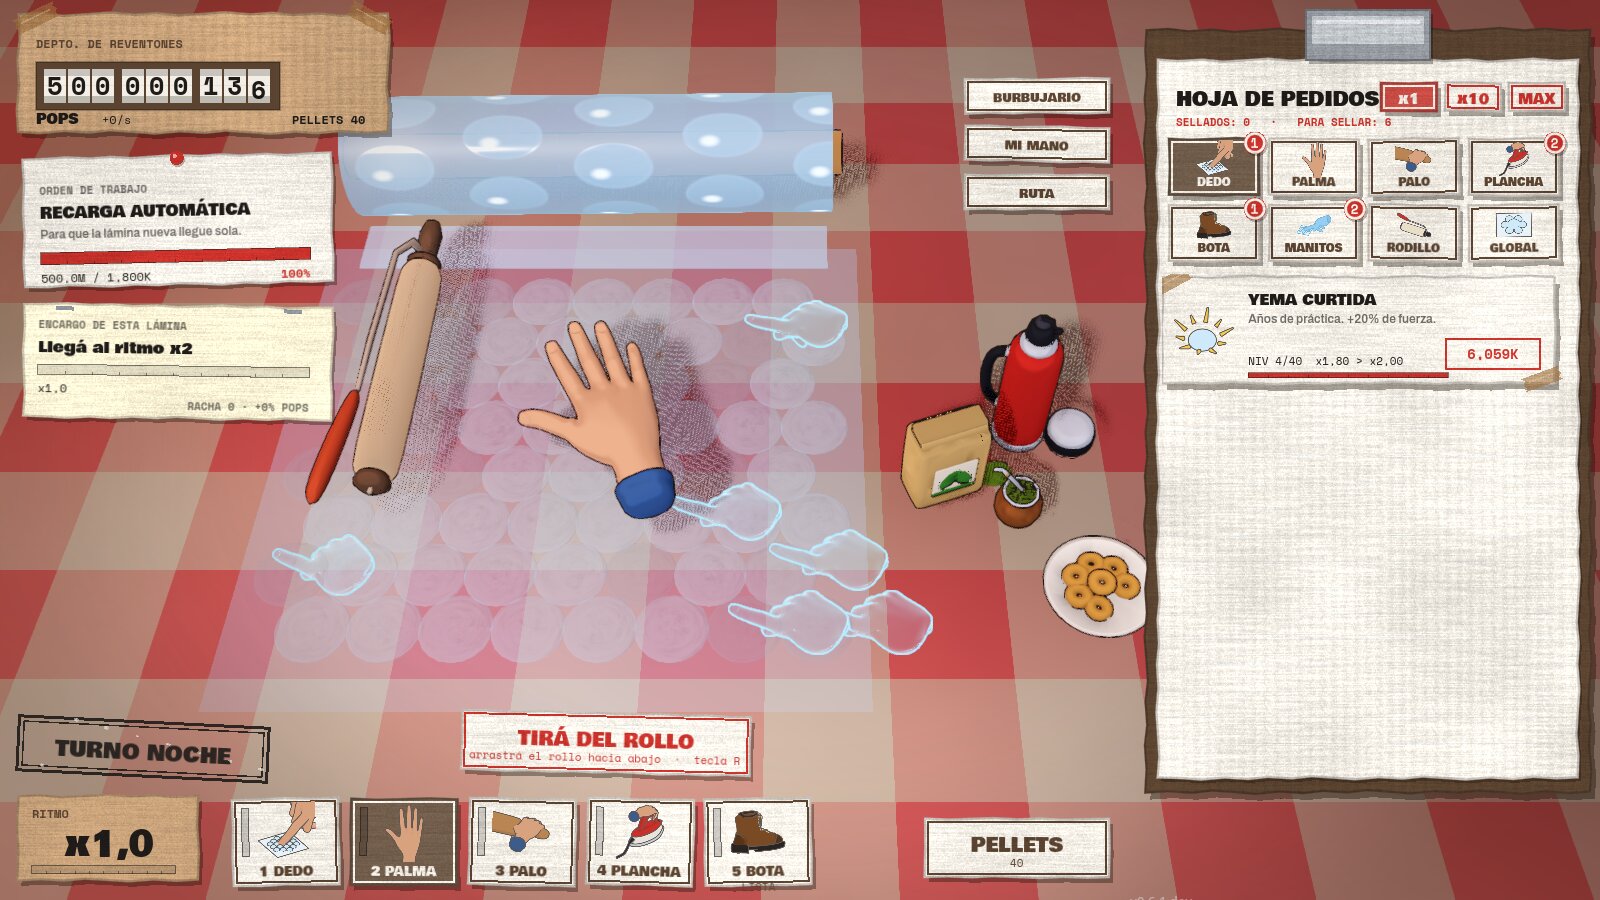 DEPTO. DE REVENTONES
500 000 136
POPS +0/s PELLETS 40
ORDEN DE TRABAJO
RECARGA AUTOMÁTICA
Para que la lámina nueva llegue sola.
500.0M / 1.800K 100%
ENCARGO DE ESTA LÁMINA
Llegá al ritmo x2
x1,0
RACHA 0 · +0% POPS
BURBUJARIO
MI MANO
RUTA
HOJA DE PEDIDOS x1 x10 MAX
SELLADOS: 0 · PARA SELLAR: 6
1 2
DEDO PALMA PALO PLANCHA
1 2
BOTA MANITOS RODILLO GLOBAL
YEMA CURTIDA
Años de práctica. +20% de fuerza.
NIV 4/40 x1,80 > x2,00 6.059K
TURNO NOCHE
TIRÁ DEL ROLLO
arrastrá el rollo hacia abajo · tecla R
RITMO
x1,0
1 DEDO 2 PALMA 3 PALO 4 PLANCHA 5 BOTA
LISTA
PELLETS
40